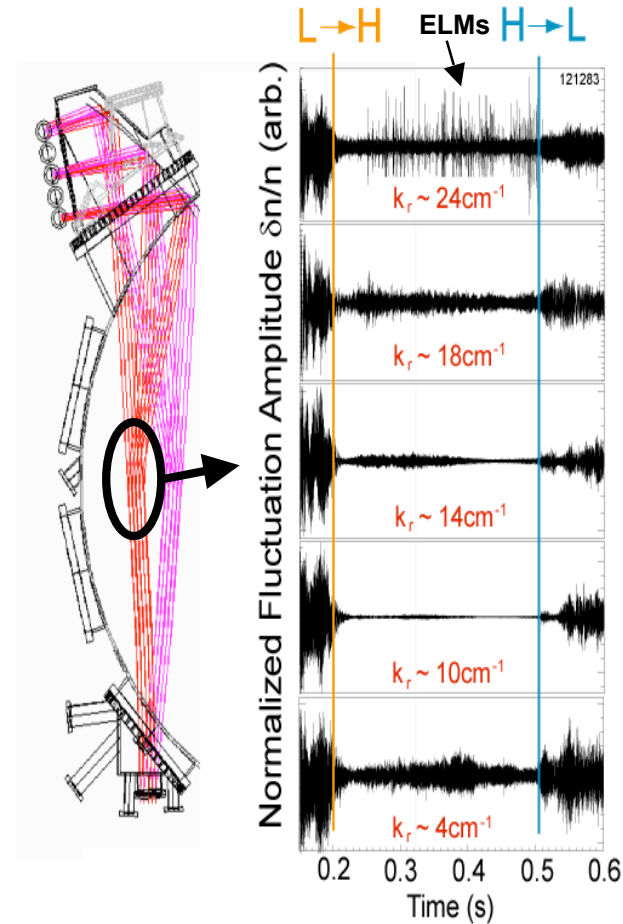 L→H
ELMs
H→L
121283
Normalized Fluctuation Amplitude δn/n (arb.)
k_r ~ 24cm⁻¹
k_r ~ 18cm⁻¹
k_r ~ 14cm⁻¹
k_r ~ 10cm⁻¹
k_r ~ 4cm⁻¹
0.2 0.3 0.4 0.5 0.6
Time (s)